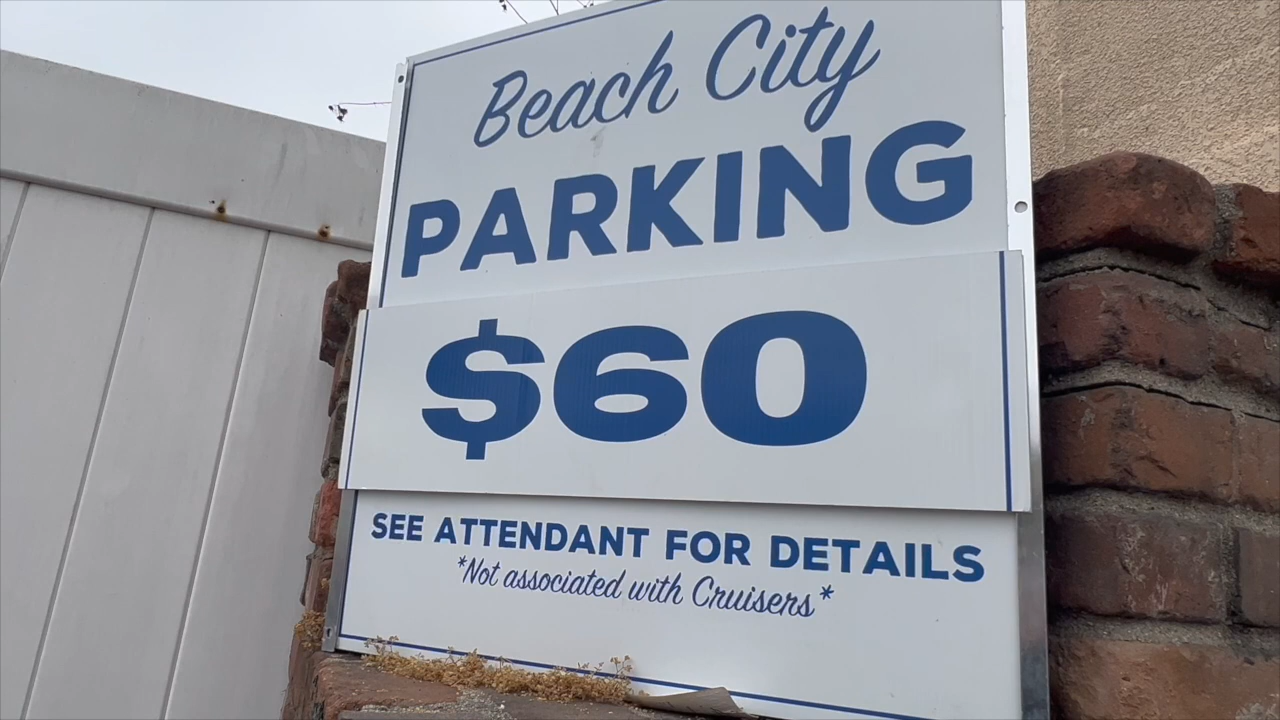 Beach City
PARKING
$60
SEE ATTENDANT FOR DETAILS
*Not associated with Cruisers*